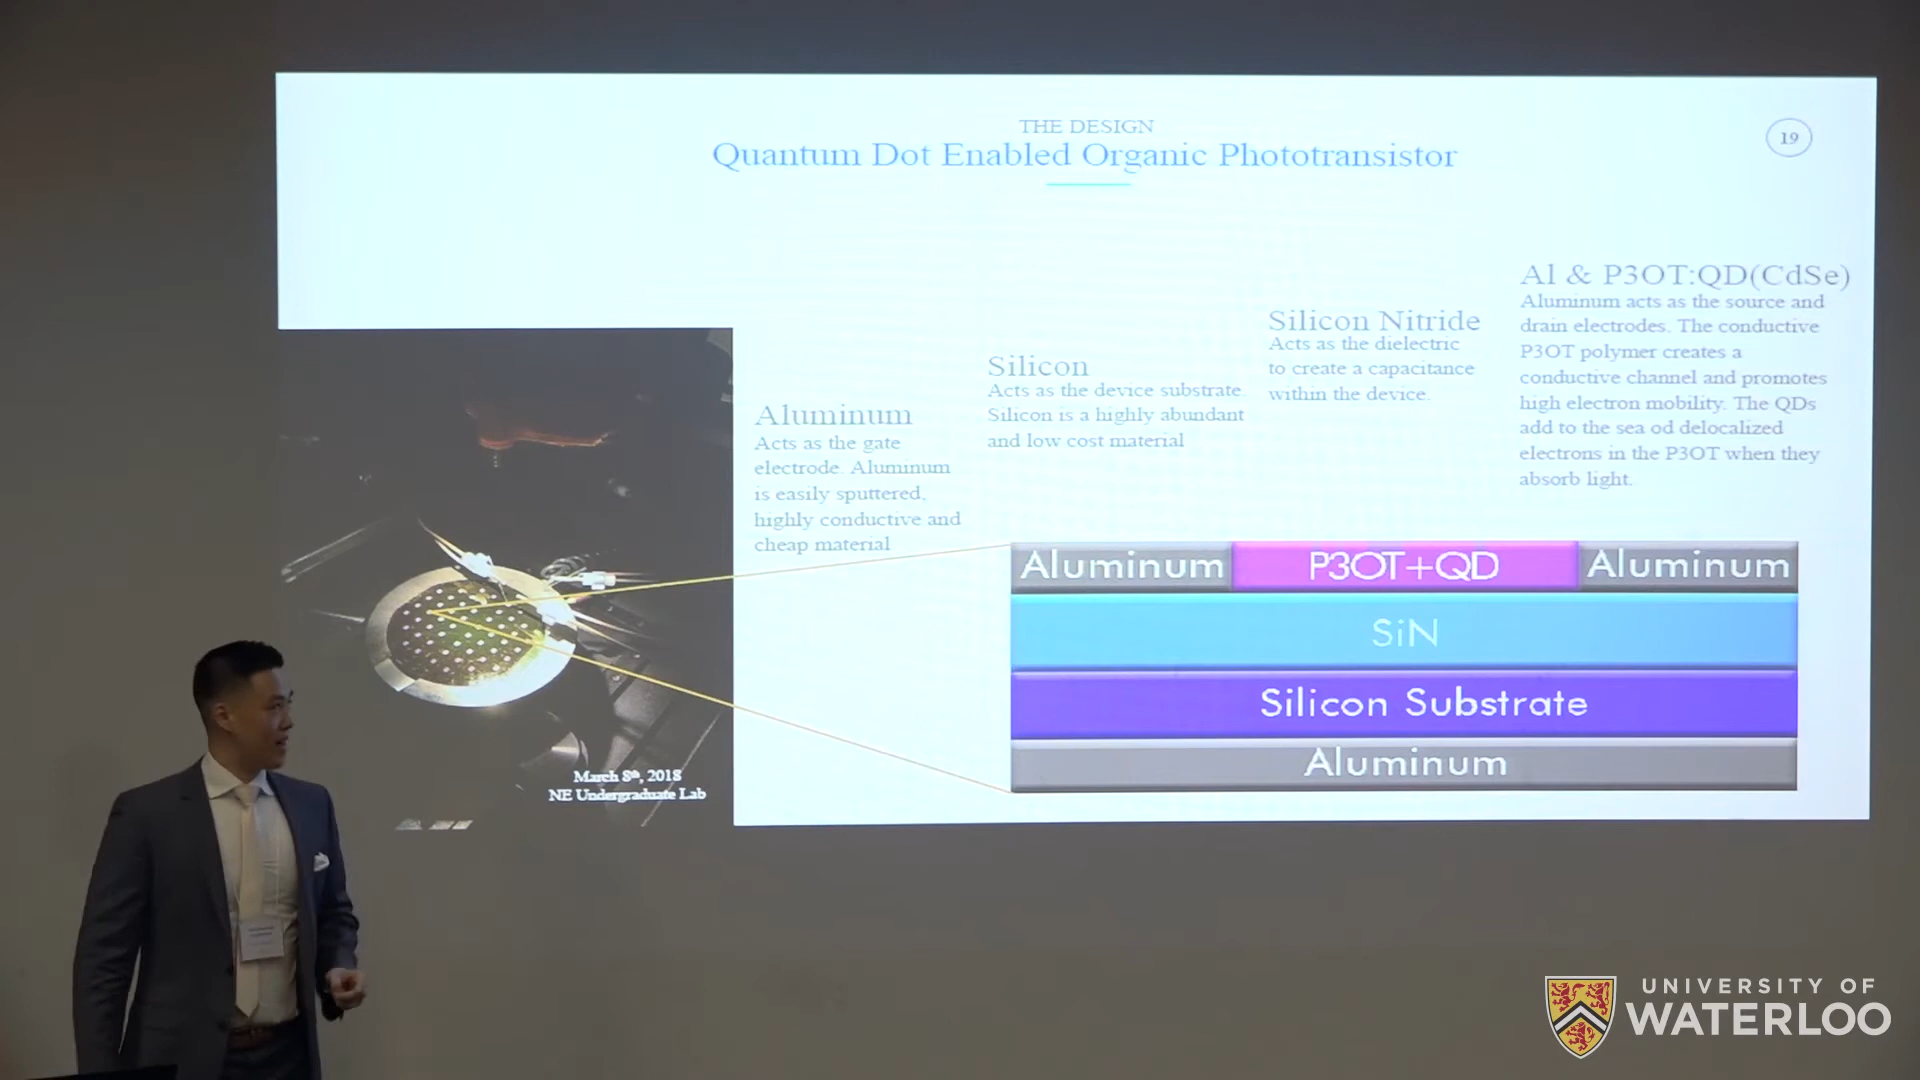 THE DESIGN
Quantum Dot Enabled Organic Phototransistor
19
Aluminum
Acts as the gate
electrode. Aluminum
is easily sputtered,
highly conductive and
cheap material
Silicon
Acts as the device substrate.
Silicon is a highly abundant
and low cost material
Silicon Nitride
Acts as the dielectric
to create a capacitance
within the device.
Al & P3OT:QD(CdSe)
Aluminum acts as the source and
drain electrodes. The conductive
P3OT polymer creates a
conductive channel and promotes
high electron mobility. The QDs
add to the sea od delocalized
electrons in the P3OT when they
absorb light.
Aluminum P3OT+QD Aluminum
SiN
Silicon Substrate
Aluminum
March 8th, 2018
NE Undergraduate Lab
UNIVERSITY OF
WATERLOO